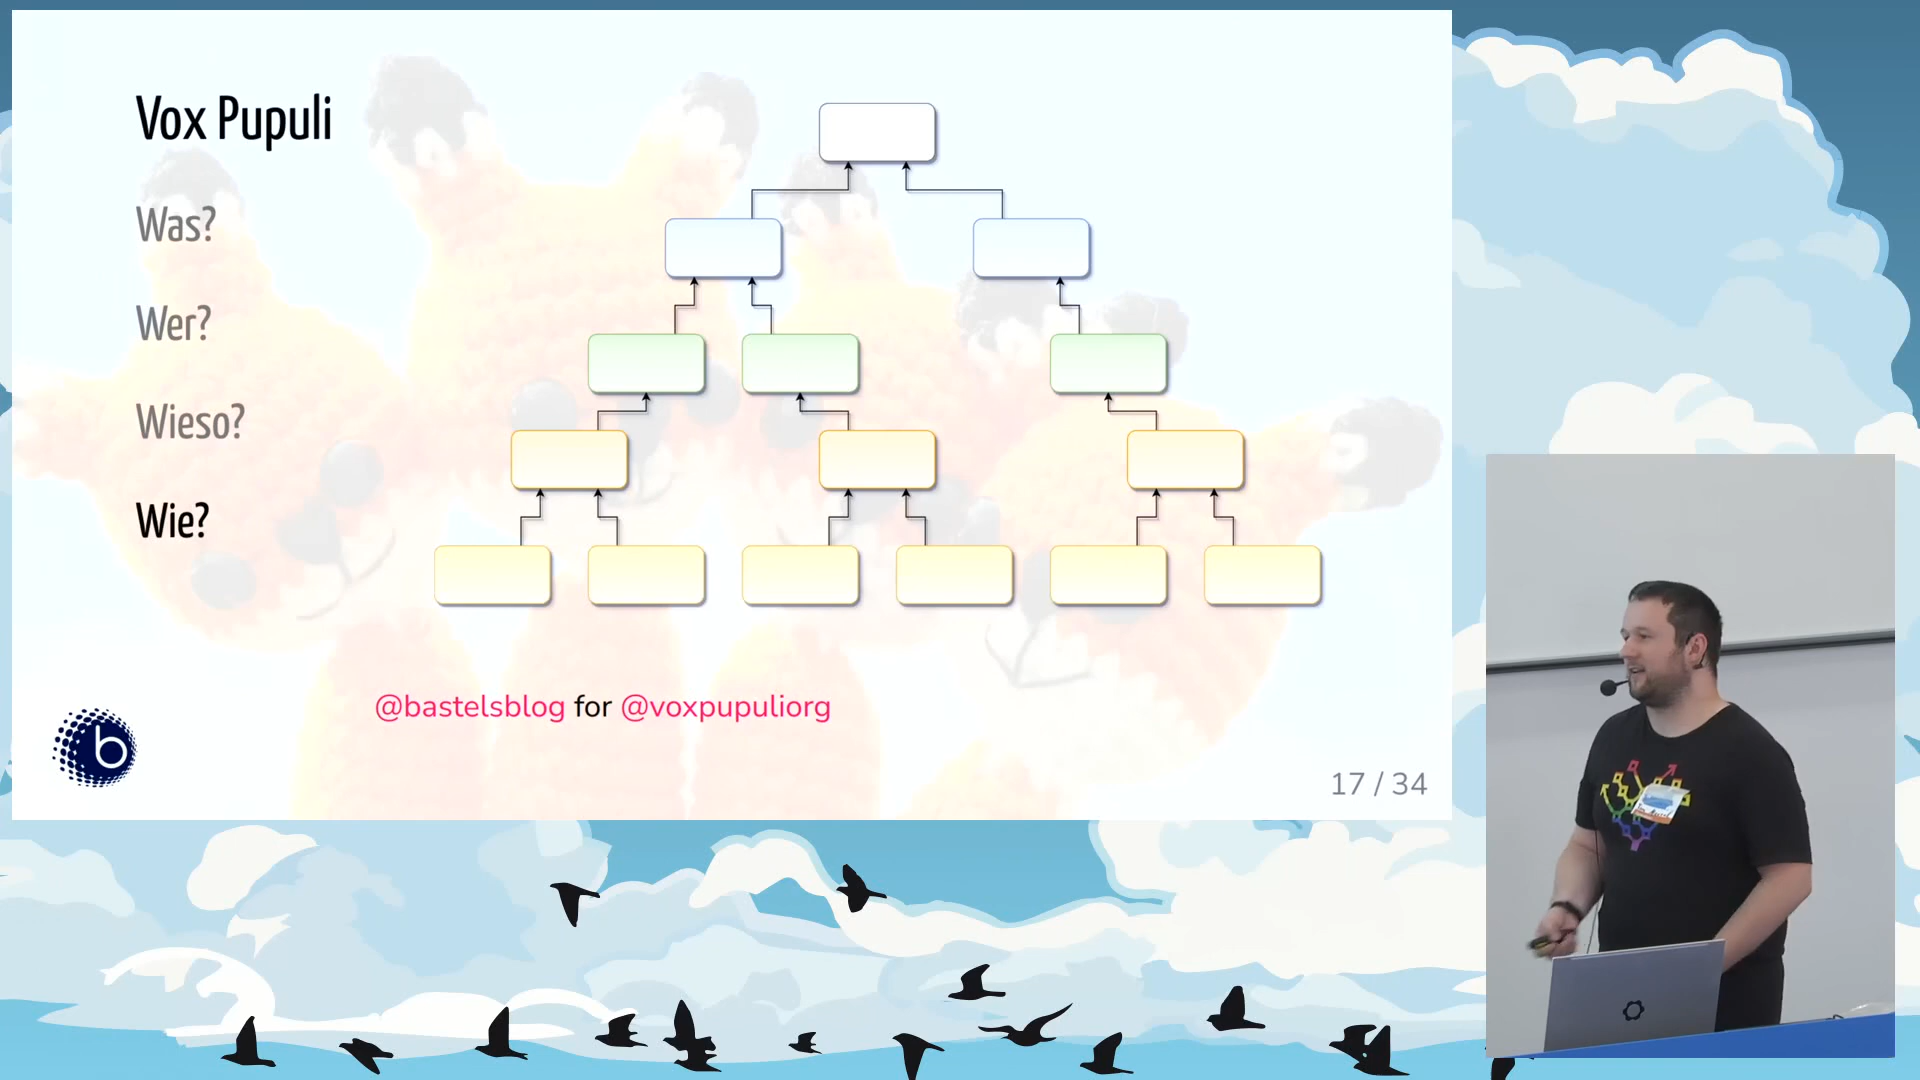 Vox Pupuli
Was?
Wer?
Wieso?
Wie?
@bastelsblog for @voxpupuliorg
b
17 / 34